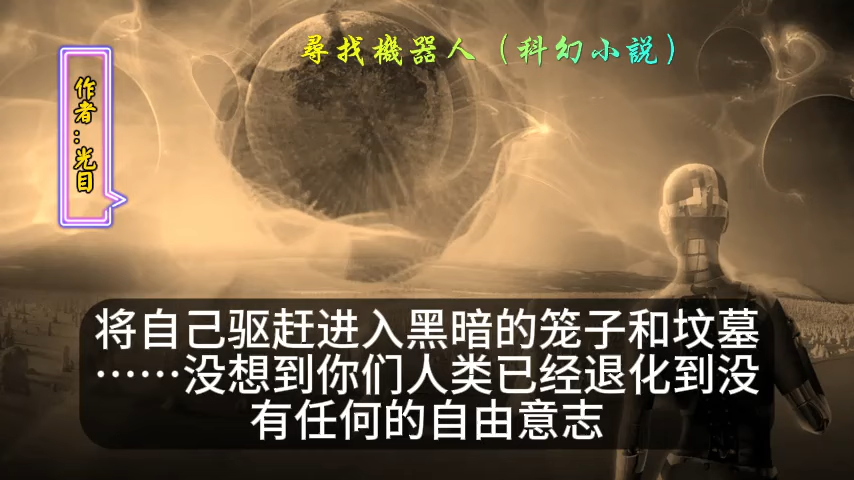 尋找機器人（科幻小說）
作者：光目
将自己驱赶进入黑暗的笼子和坟墓
……没想到你们人类已经退化到没
有任何的自由意志